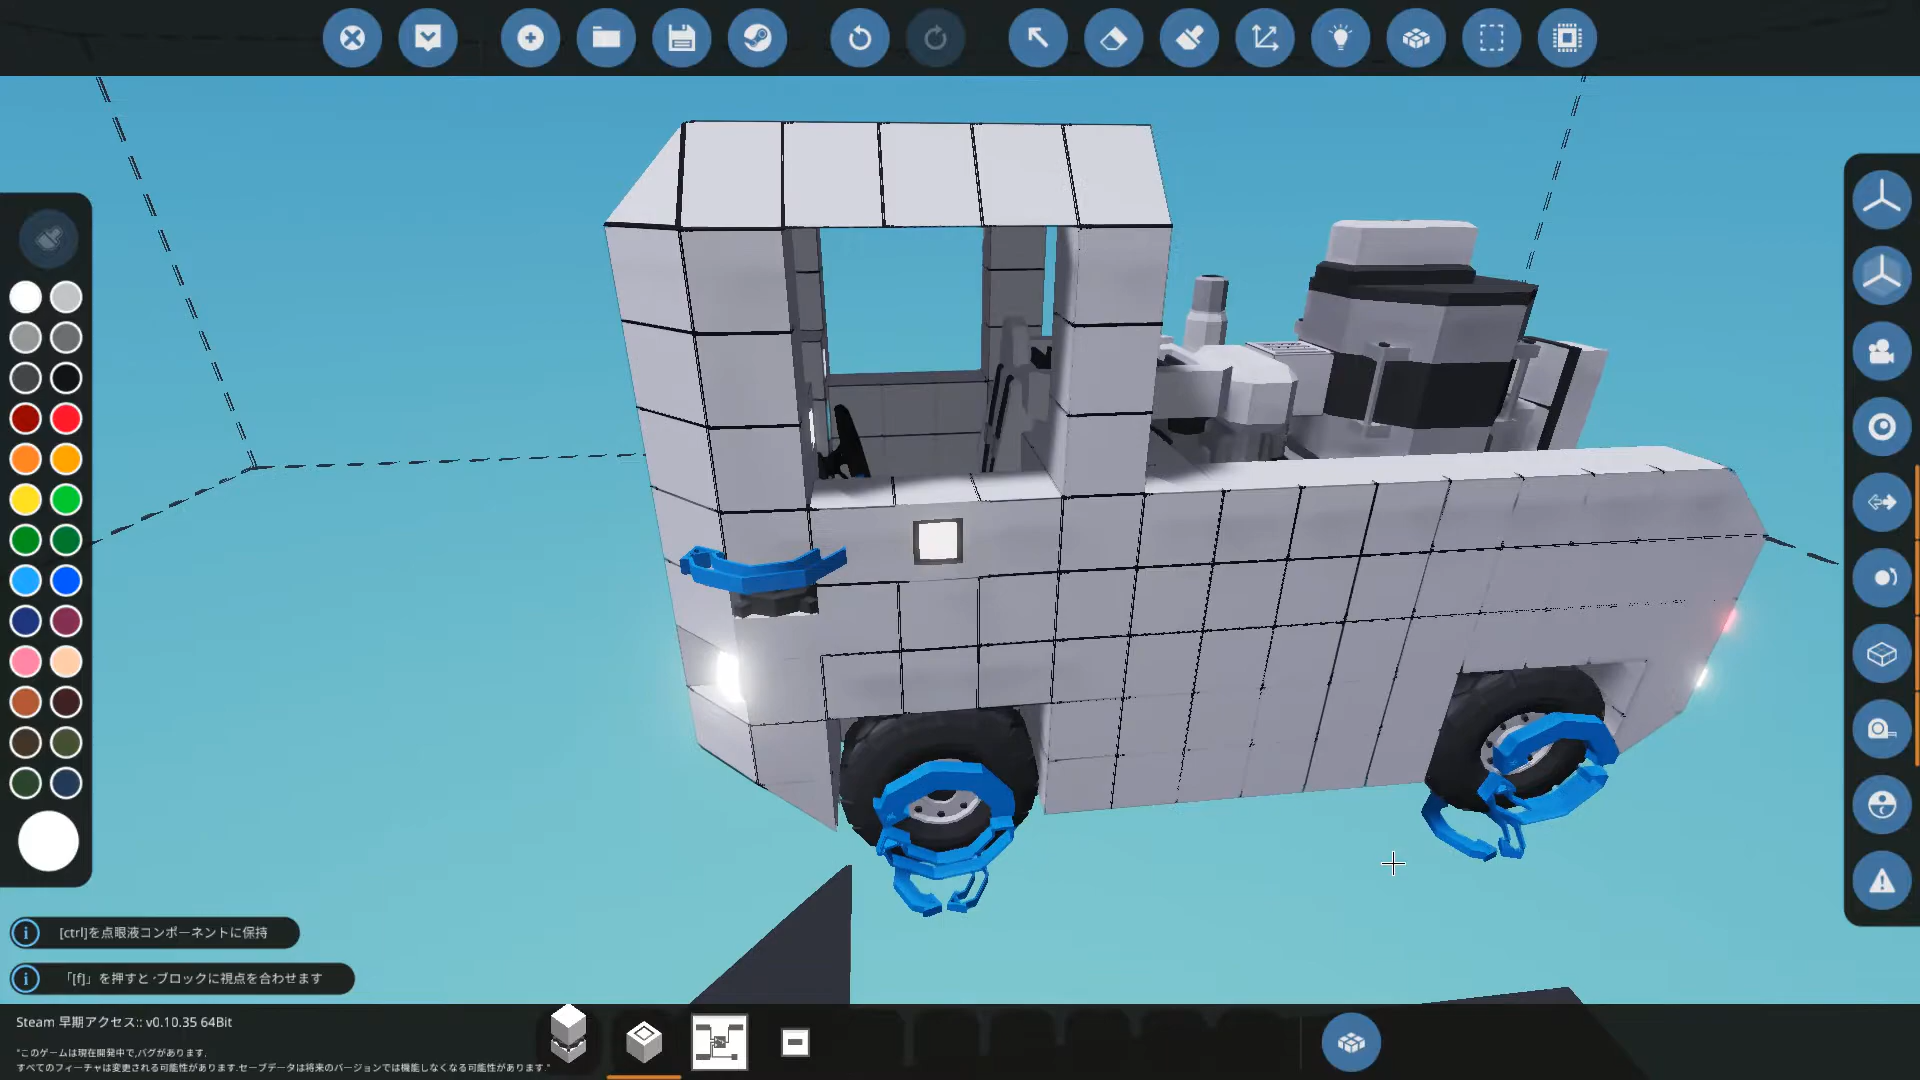 [ctrl]を点眼液コンポーネントに保持
「[f]」を押すと･ブロックに視点を合わせます
Steam 早期アクセス:: v0.10.35 64Bit
"このゲームは現在開発中で,バグがあります.
すべてのフィーチャは変更される可能性があります.セーブデータは将来のバージョンでは機能しなくなる可能性があります."